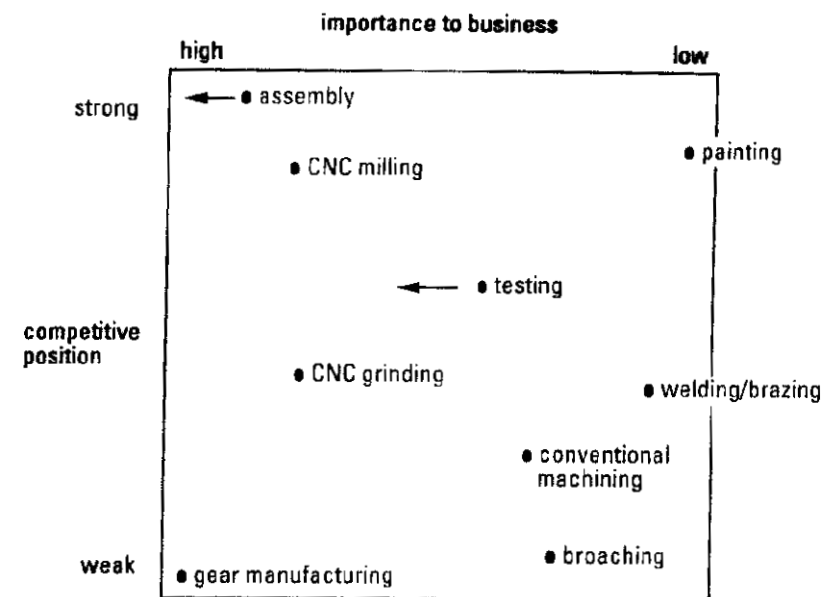 importance to business
high
low
strong
assembly
painting
CNC milling
testing
competitive
position
CNC grinding
welding/brazing
conventional
machining
broaching
weak
gear manufacturing